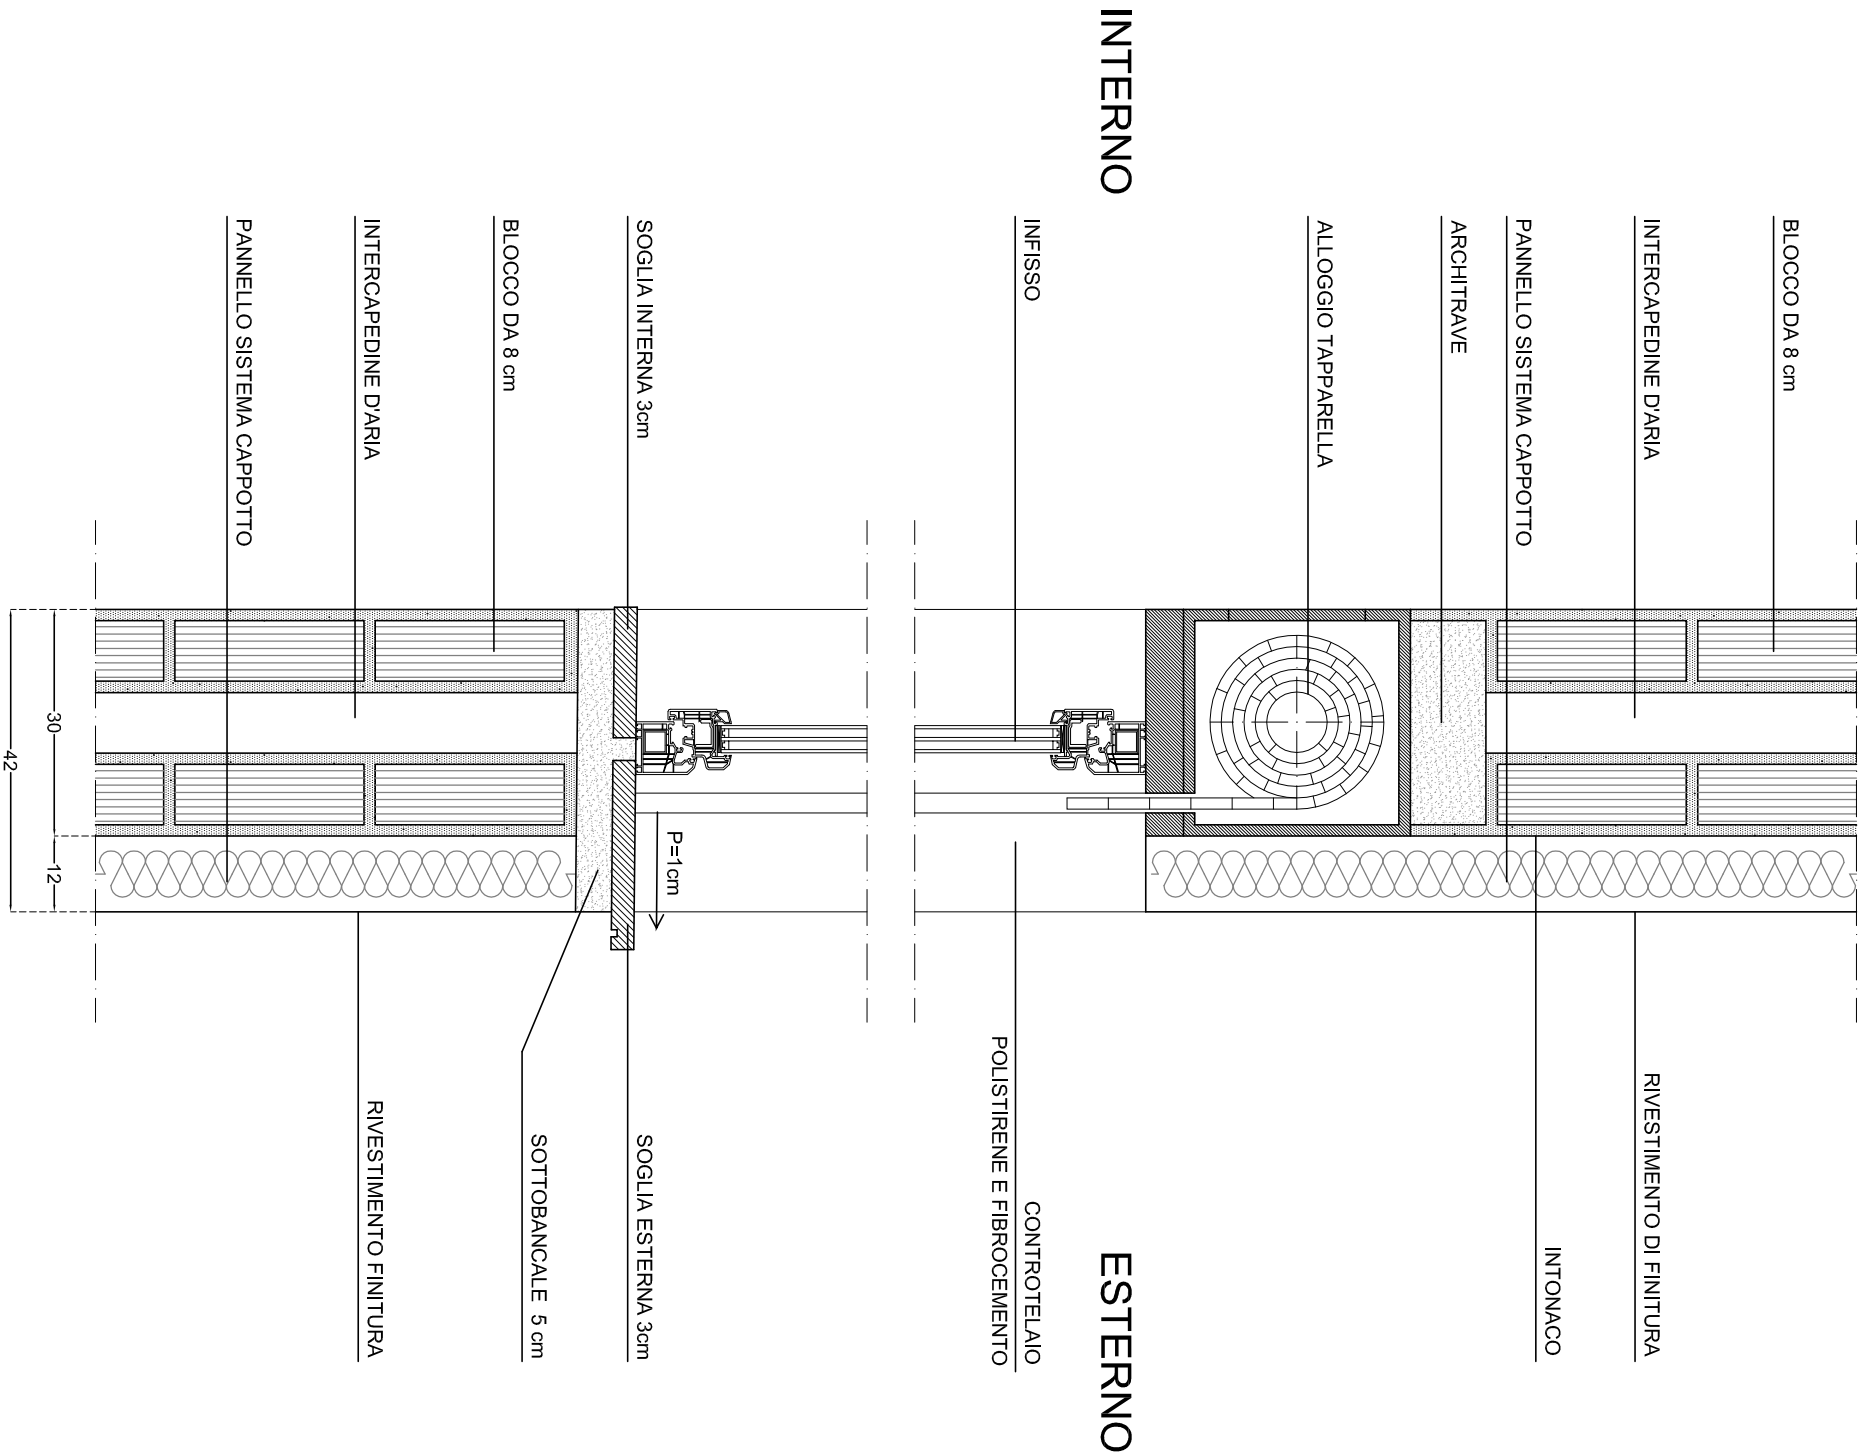 INTERNO
BLOCCO DA 8 cm
INTERCAPEDINE D'ARIA
PANNELLO SISTEMA CAPPOTTO
ARCHITRAVE
ALLOGGIO TAPPARELLA
INFISSO
SOGLIA INTERNA 3cm
BLOCCO DA 8 cm
INTERCAPEDINE D'ARIA
PANNELLO SISTEMA CAPPOTTO
ESTERNO
RIVESTIMENTO DI FINITURA
INTONACO
CONTROTELAIO
POLISTIRENE E FIBROCEMENTO
P=1cm
SOGLIA ESTERNA 3cm
SOTTOBANCALE 5 cm
RIVESTIMENTO FINITURA
30
12
42